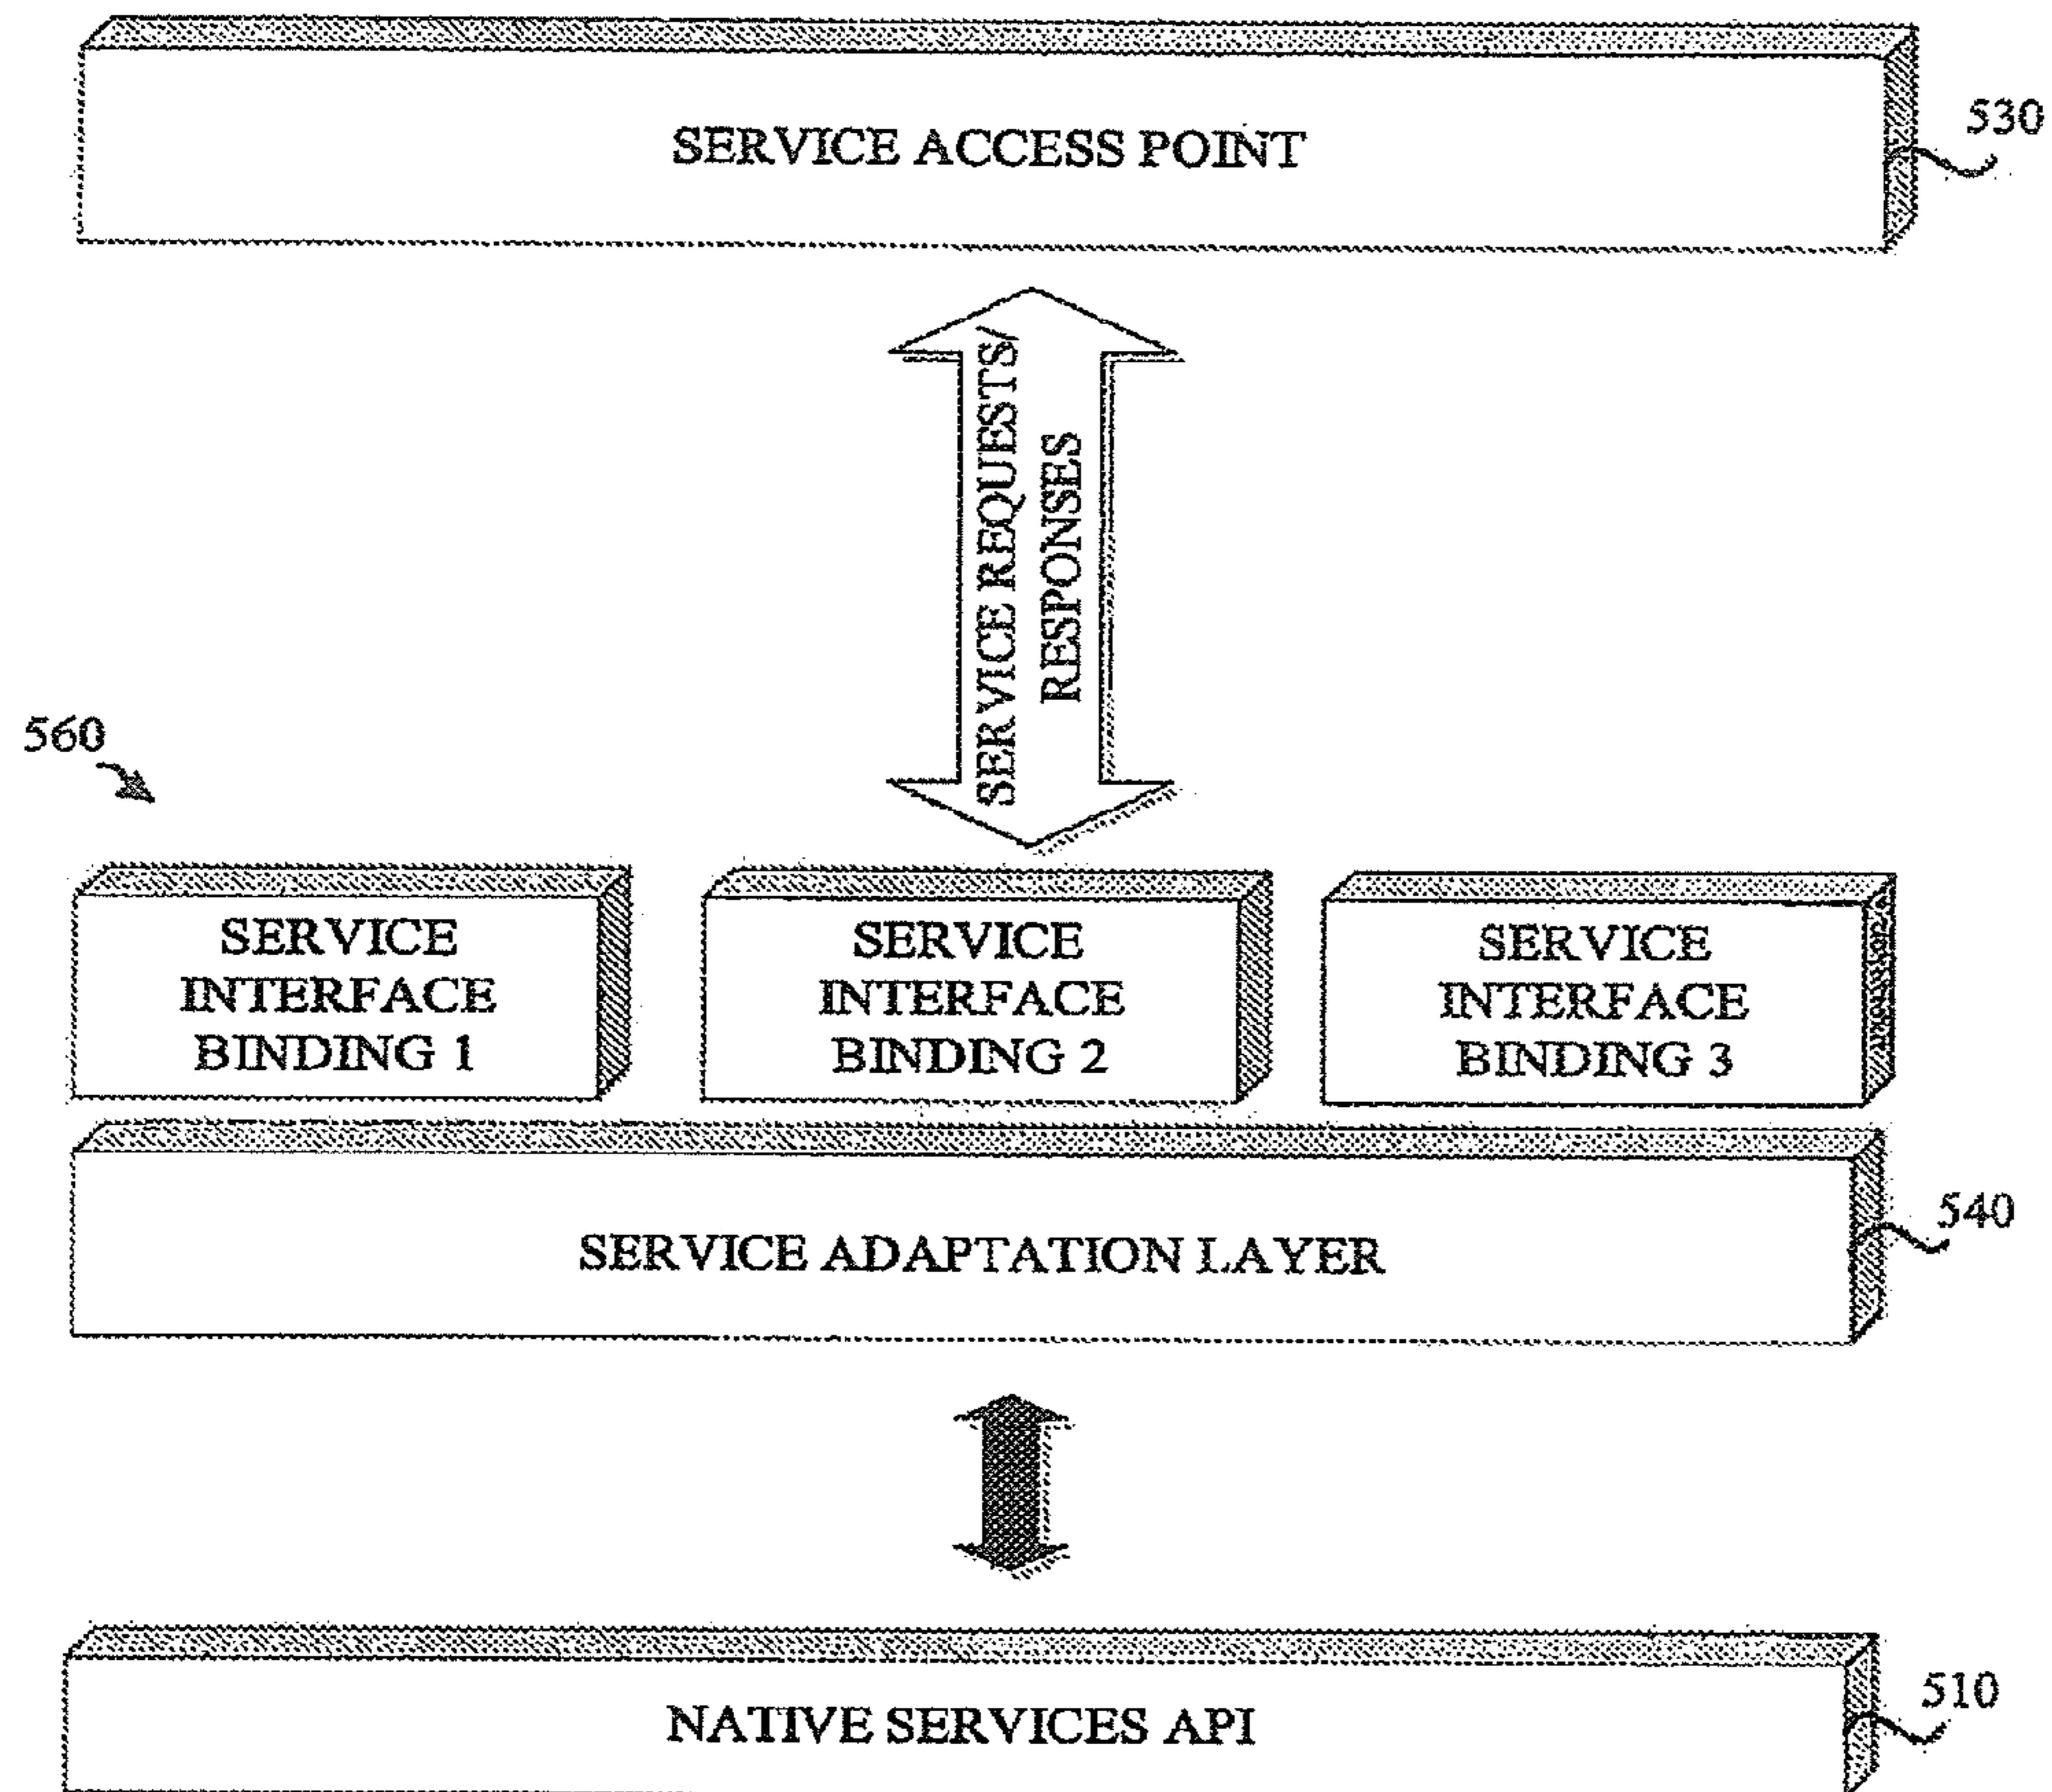 SERVICE ACCESS POINT
530
SERVICE REQUESTS/
RESPONSES
560
SERVICE
INTERFACE
BINDING 1
SERVICE
INTERFACE
BINDING 2
SERVICE
INTERFACE
BINDING 3
SERVICE ADAPTATION LAYER
540
NATIVE SERVICES API
510